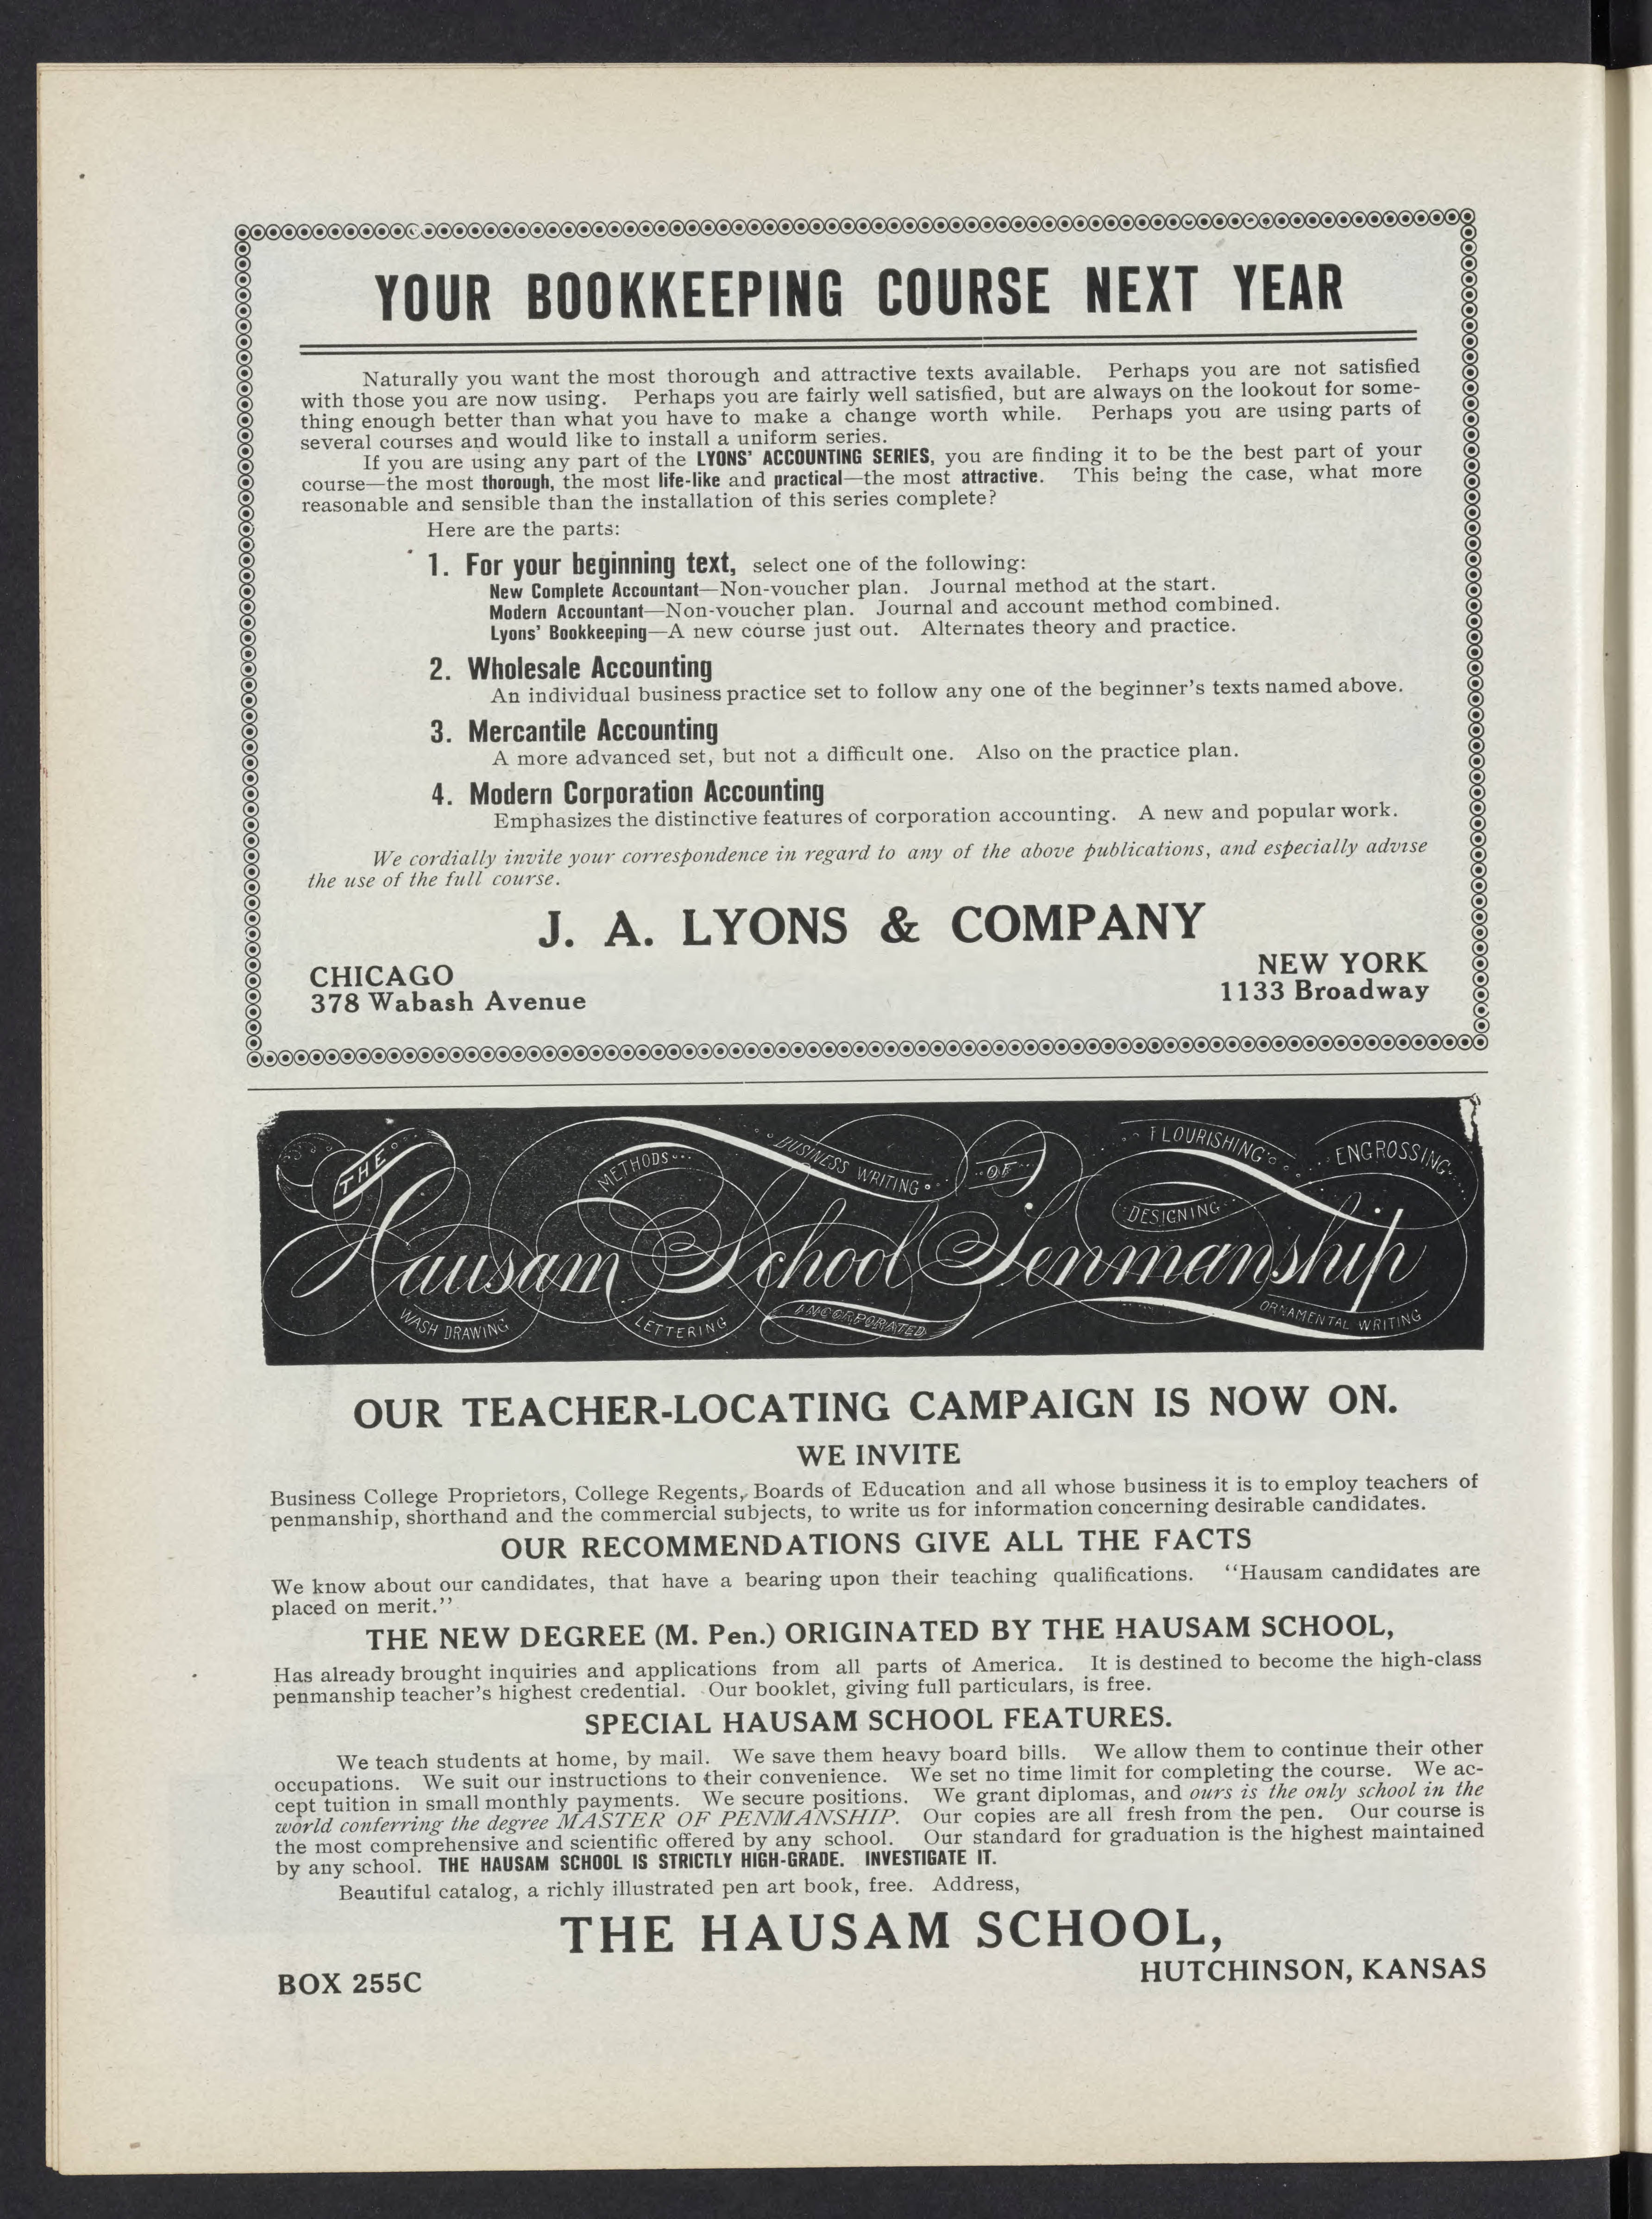 YOUR BOOKKEEPING COURSE NEXT YEAR
Naturally you want the most thorough and attractive texts available. Perhaps you are not satisfied
with those you are now using. Perhaps you are fairly well satisfied, but are always on the lookout for some-
thing enough better than what you have to make a change worth while. Perhaps you are using parts of
several courses and would like to install a uniform series.
If you are using any part of the LYONS' ACCOUNTING SERIES, you are finding it to be the best part of your
course—the most thorough, the most life-like and practical—the most attractive. This being the case, what more
reasonable and sensible than the installation of this series complete?
Here are the parts:
1. For your beginning text, select one of the following:
New Complete Accountant—Non-voucher plan. Journal method at the start.
Modern Accountant—Non-voucher plan. Journal and account method combined.
Lyons' Bookkeeping—A new course just out. Alternates theory and practice.
2. Wholesale Accounting
An individual business practice set to follow any one of the beginner's texts named above.
3. Mercantile Accounting
A more advanced set, but not a difficult one. Also on the practice plan.
4. Modern Corporation Accounting
Emphasizes the distinctive features of corporation accounting. A new and popular work.
We cordially invite your correspondence in regard to any of the above publications, and especially advise
the use of the full course.
J. A. LYONS & COMPANY
CHICAGO
378 Wabash Avenue
NEW YORK
1133 Broadway
THE
METHODS
BUSINESS WRITING
OF
FLOURISHING
ENGROSSING
DESIGNING
Hausam School Penmanship
WASH DRAWING
LETTERING
INCORPORATED
ORNAMENTAL WRITING
OUR TEACHER-LOCATING CAMPAIGN IS NOW ON.
WE INVITE
Business College Proprietors, College Regents, Boards of Education and all whose business it is to employ teachers of
penmanship, shorthand and the commercial subjects, to write us for information concerning desirable candidates.
OUR RECOMMENDATIONS GIVE ALL THE FACTS
We know about our candidates, that have a bearing upon their teaching qualifications. "Hausam candidates are
placed on merit."
THE NEW DEGREE (M. Pen.) ORIGINATED BY THE HAUSAM SCHOOL,
Has already brought inquiries and applications from all parts of America. It is destined to become the high-class
penmanship teacher's highest credential. Our booklet, giving full particulars, is free.
SPECIAL HAUSAM SCHOOL FEATURES.
We teach students at home, by mail. We save them heavy board bills. We allow them to continue their other
occupations. We suit our instructions to their convenience. We set no time limit for completing the course. We ac-
cept tuition in small monthly payments. We secure positions. We grant diplomas, and ours is the only school in the
world conferring the degree MASTER OF PENMANSHIP. Our copies are all fresh from the pen. Our course is
the most comprehensive and scientific offered by any school. Our standard for graduation is the highest maintained
by any school. THE HAUSAM SCHOOL IS STRICTLY HIGH-GRADE. INVESTIGATE IT.
Beautiful catalog, a richly illustrated pen art book, free. Address,
THE HAUSAM SCHOOL,
BOX 255C
HUTCHINSON, KANSAS